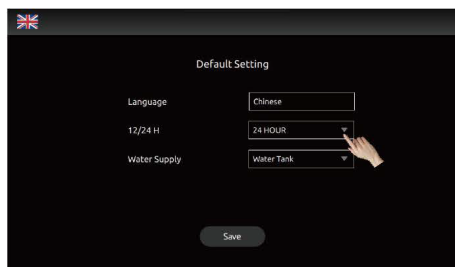 Default Setting
Language Chinese
12/24 H 24 HOUR
Water Supply Water Tank
Save